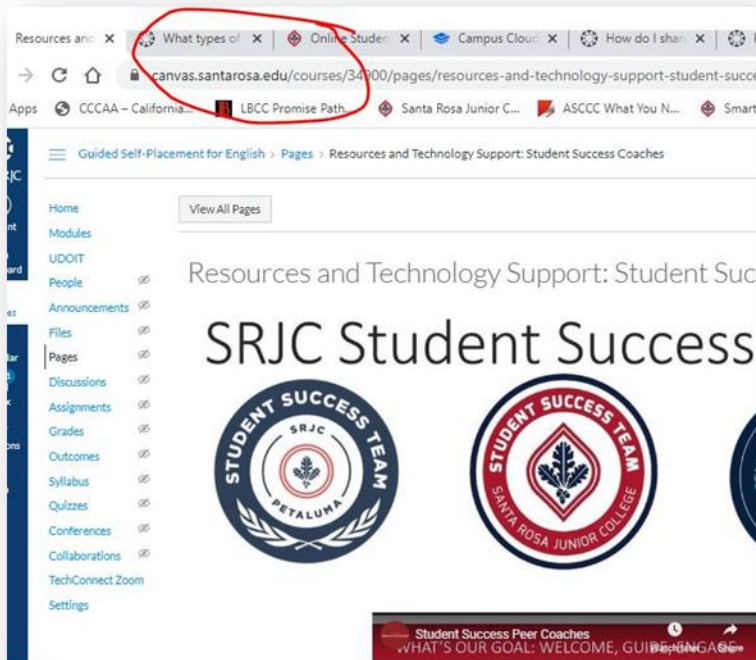 Resources and × What types of × Online Studen × Campus Clou × How do I shar ×
canvas.santarosa.edu/courses/34900/pages/resources-and-technology-support-student-succe
Apps CCCAA – California... LBCC Promise Path... Santa Rosa Junior C... ASCCC What You N... Smart
Guided Self-Placement for English > Pages > Resources and Technology Support: Student Success Coaches
Home
View All Pages
Modules
UDOIT
People
Announcements
Files
Pages
Discussions
Assignments
Grades
Outcomes
Syllabus
Quizzes
Conferences
Collaborations
TechConnect Zoom
Settings
Resources and Technology Support: Student Suc
SRJC Student Success
STUDENT SUCCESS TEAM
SRJC
PETALUMA
STUDENT SUCCESS TEAM
SANTA ROSA JUNIOR COLLEGE
Student Success Peer Coaches
WHAT'S OUR GOAL: WELCOME, GUIDE, ENGAGE
Watch later Share